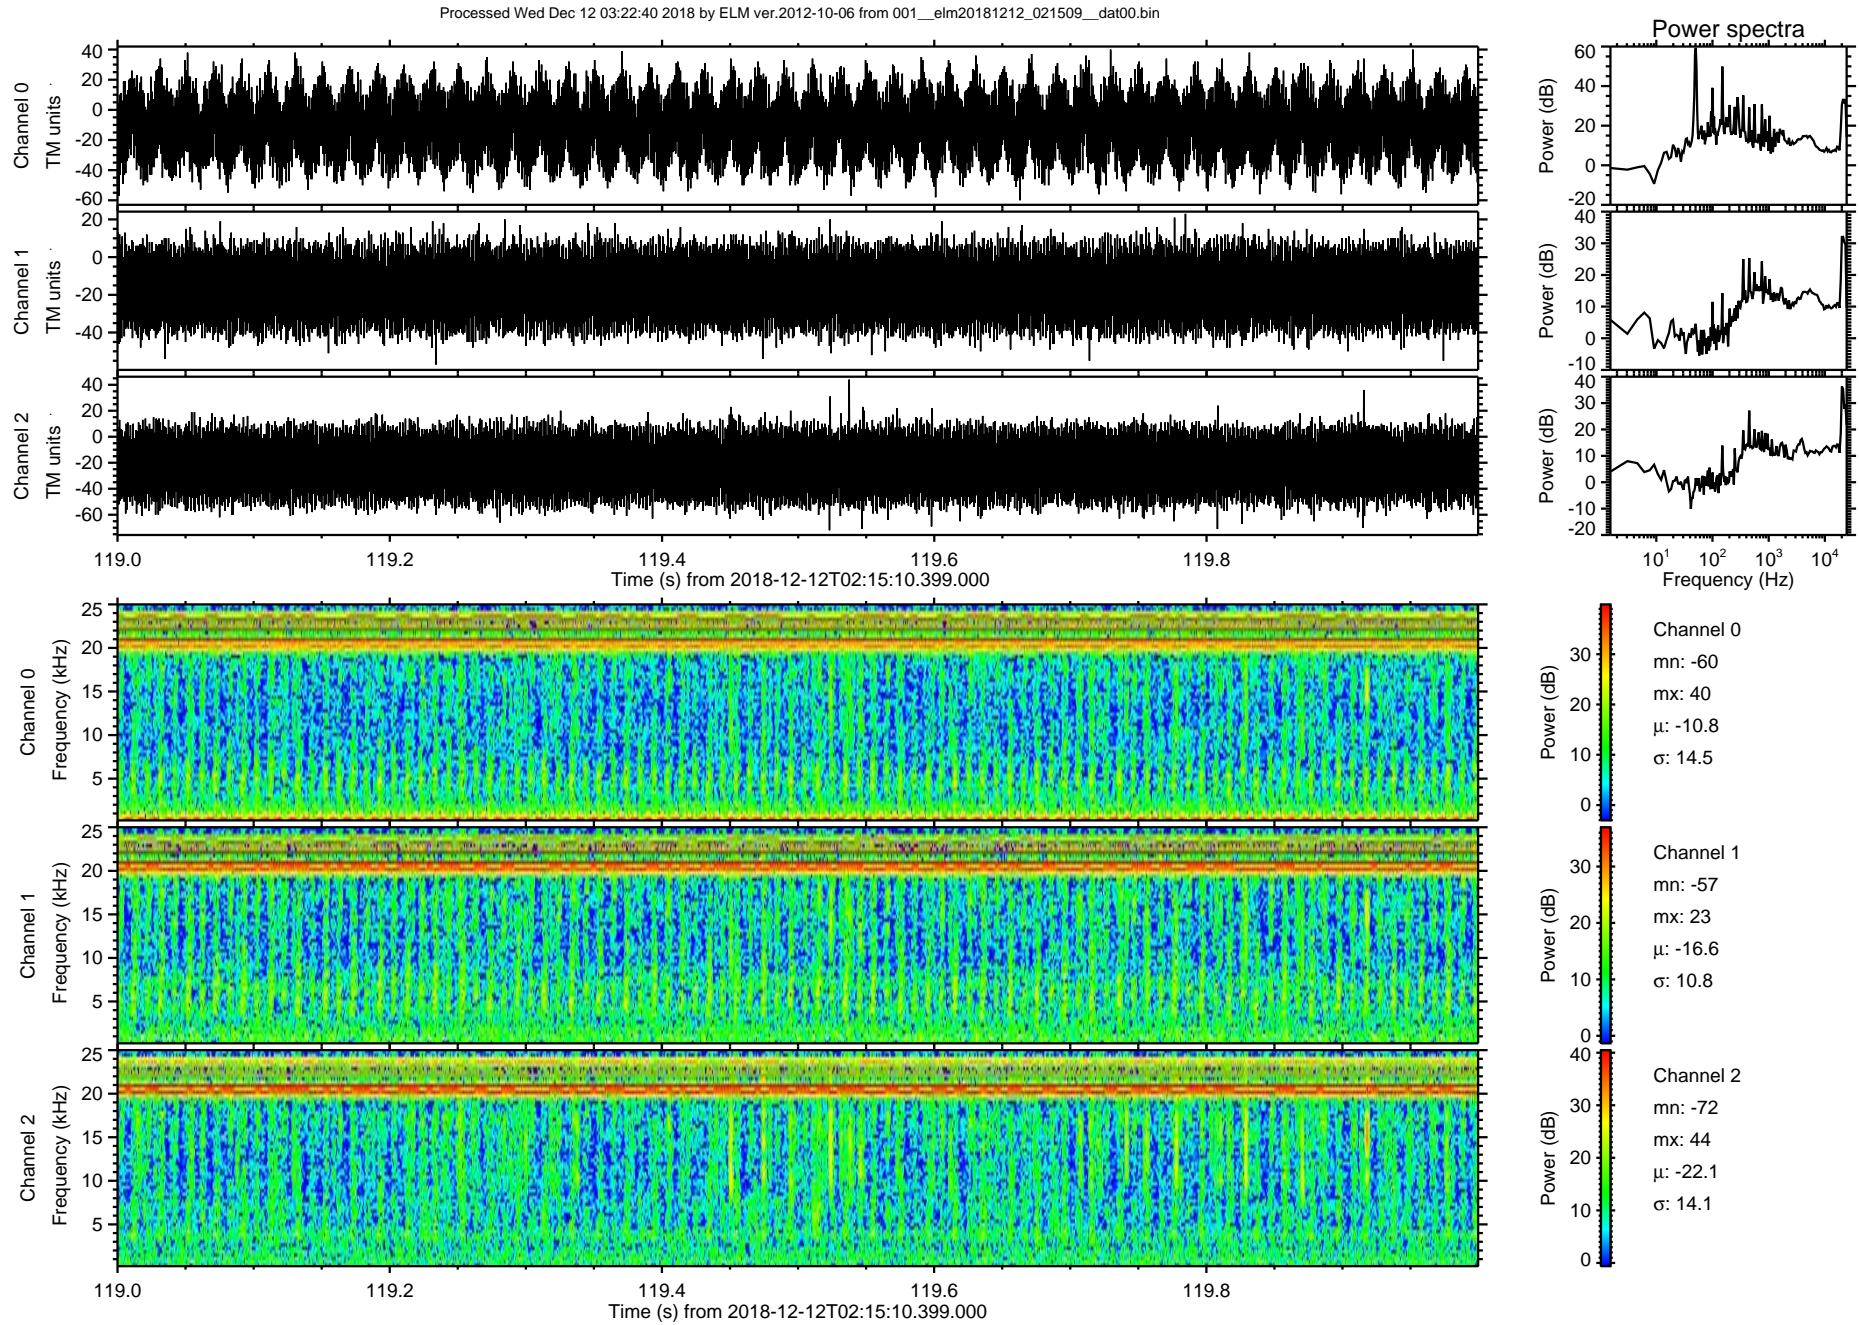 Processed Wed Dec 12 03:22:40 2018 by ELM ver.2012-10-06 from 001__elm20181212_021509__dat00.bin
Power spectra
Channel 0
TM units
40
20
0
-20
-40
-60
Power (dB)
60
40
20
0
-20
Channel 1
TM units
20
0
-20
-40
Power (dB)
40
30
20
10
0
-10
Channel 2
TM units
40
20
0
-20
-40
-60
Power (dB)
40
30
20
10
0
-10
-20
119.0 119.2 119.4 119.6 119.8
Time (s) from 2018-12-12T02:15:10.399.000
10¹ 10² 10³ 10⁴
Frequency (Hz)
Channel 0
Frequency (kHz)
25
20
15
10
5
Power (dB)
30
20
10
0
Channel 0
mn: -60
mx: 40
µ: -10.8
σ: 14.5
Channel 1
Frequency (kHz)
25
20
15
10
5
Power (dB)
30
20
10
0
Channel 1
mn: -57
mx: 23
µ: -16.6
σ: 10.8
Channel 2
Frequency (kHz)
25
20
15
10
5
Power (dB)
40
30
20
10
0
Channel 2
mn: -72
mx: 44
µ: -22.1
σ: 14.1
119.0 119.2 119.4 119.6 119.8
Time (s) from 2018-12-12T02:15:10.399.000